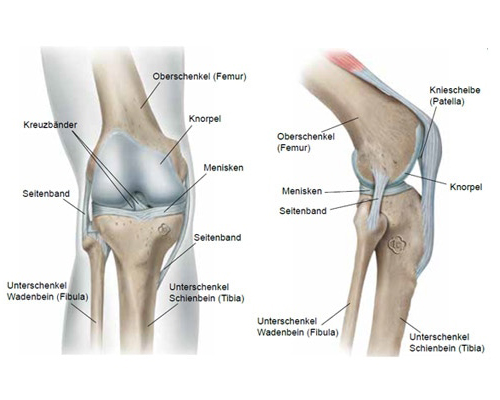 Oberschenkel (Femur)
Knorpel
Kreuzbänder
Menisken
Seitenband
Seitenband
Unterschenkel
Wadenbein (Fibula)
Unterschenkel
Schienbein (Tibia)
Kniescheibe
(Patella)
Oberschenkel
(Femur)
Knorpel
Menisken
Seitenband
Unterschenkel
Wadenbein (Fibula)
Unterschenkel
Schienbein (Tibia)